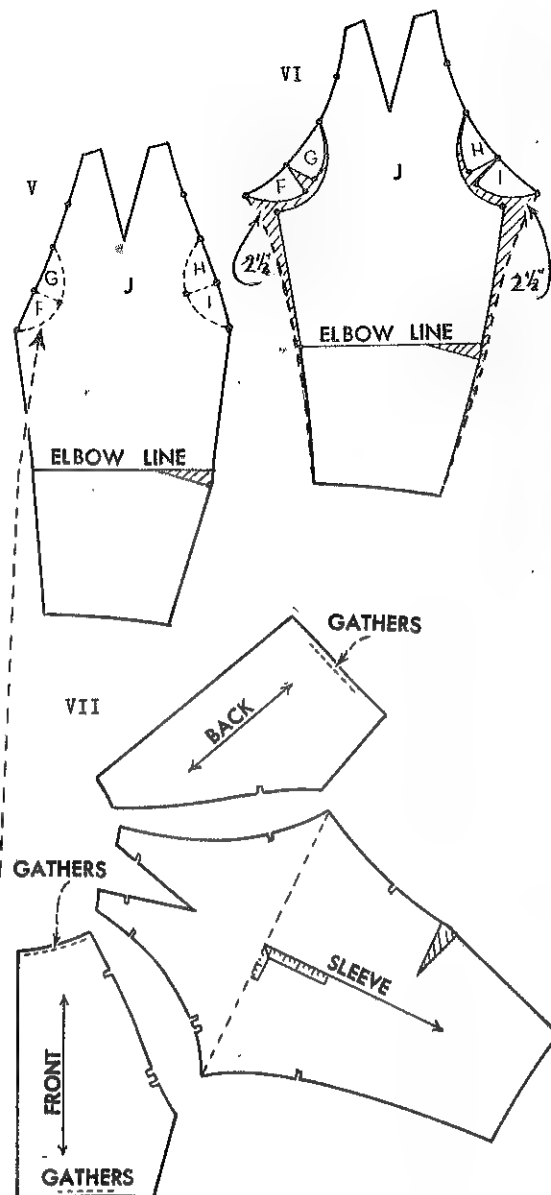 VI
G
F
J
H
I
2½"
2½"
ELBOW LINE
V
G
F
J
H
I
ELBOW LINE
VII
GATHERS
BACK
GATHERS
SLEEVE
FRONT
GATHERS